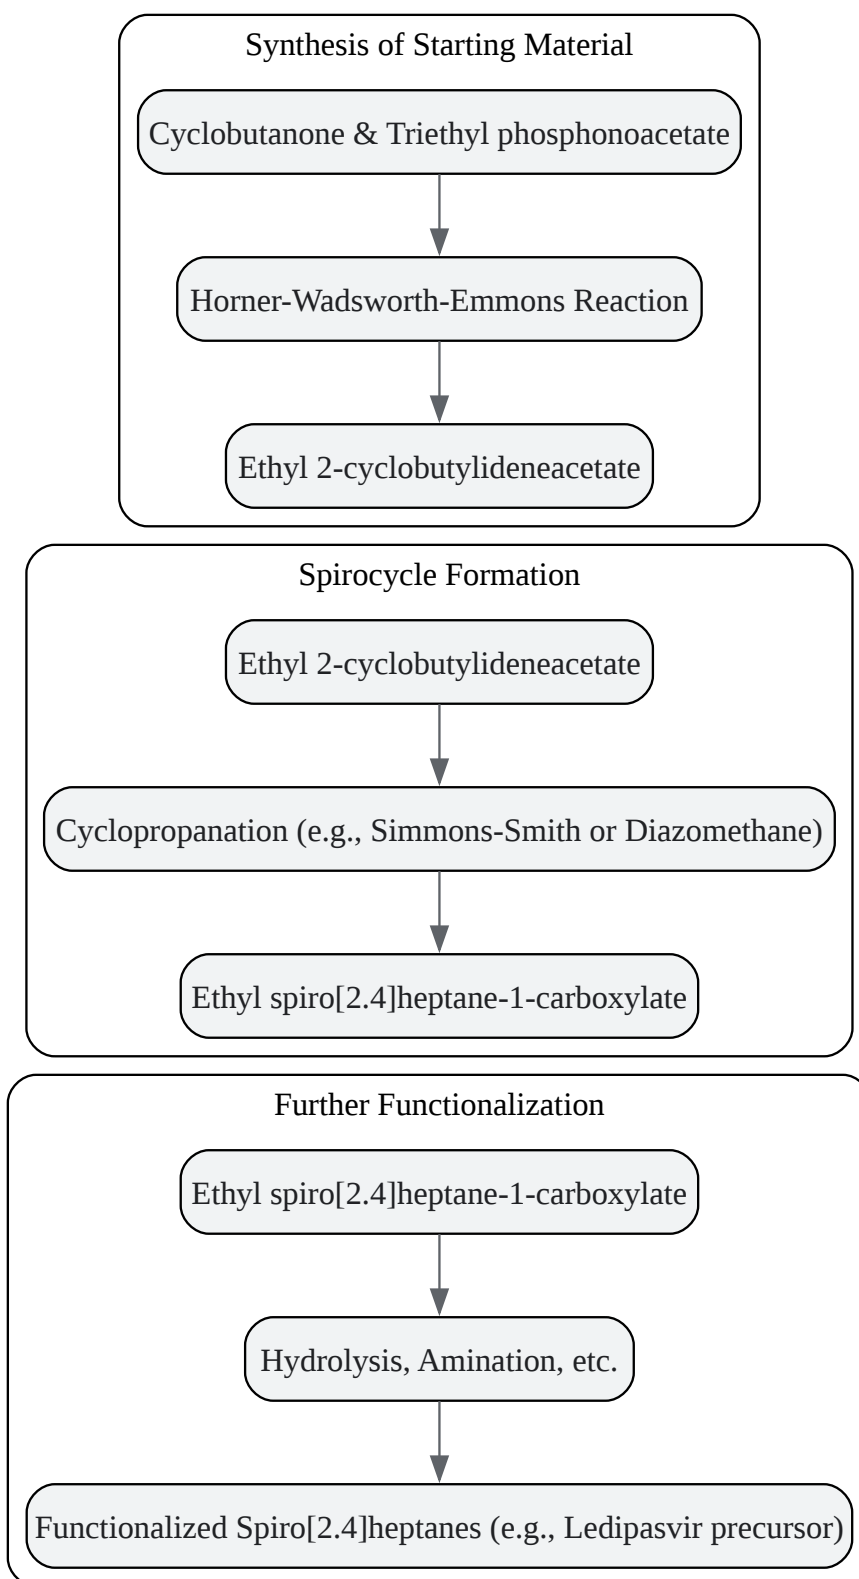 Synthesis of Starting Material
Cyclobutanone & Triethyl phosphonoacetate
Horner-Wadsworth-Emmons Reaction
Ethyl 2-cyclobutylideneacetate
Spirocycle Formation
Ethyl 2-cyclobutylideneacetate
Cyclopropanation (e.g., Simmons-Smith or Diazomethane)
Ethyl spiro[2.4]heptane-1-carboxylate
Further Functionalization
Ethyl spiro[2.4]heptane-1-carboxylate
Hydrolysis, Amination, etc.
Functionalized Spiro[2.4]heptanes (e.g., Ledipasvir precursor)